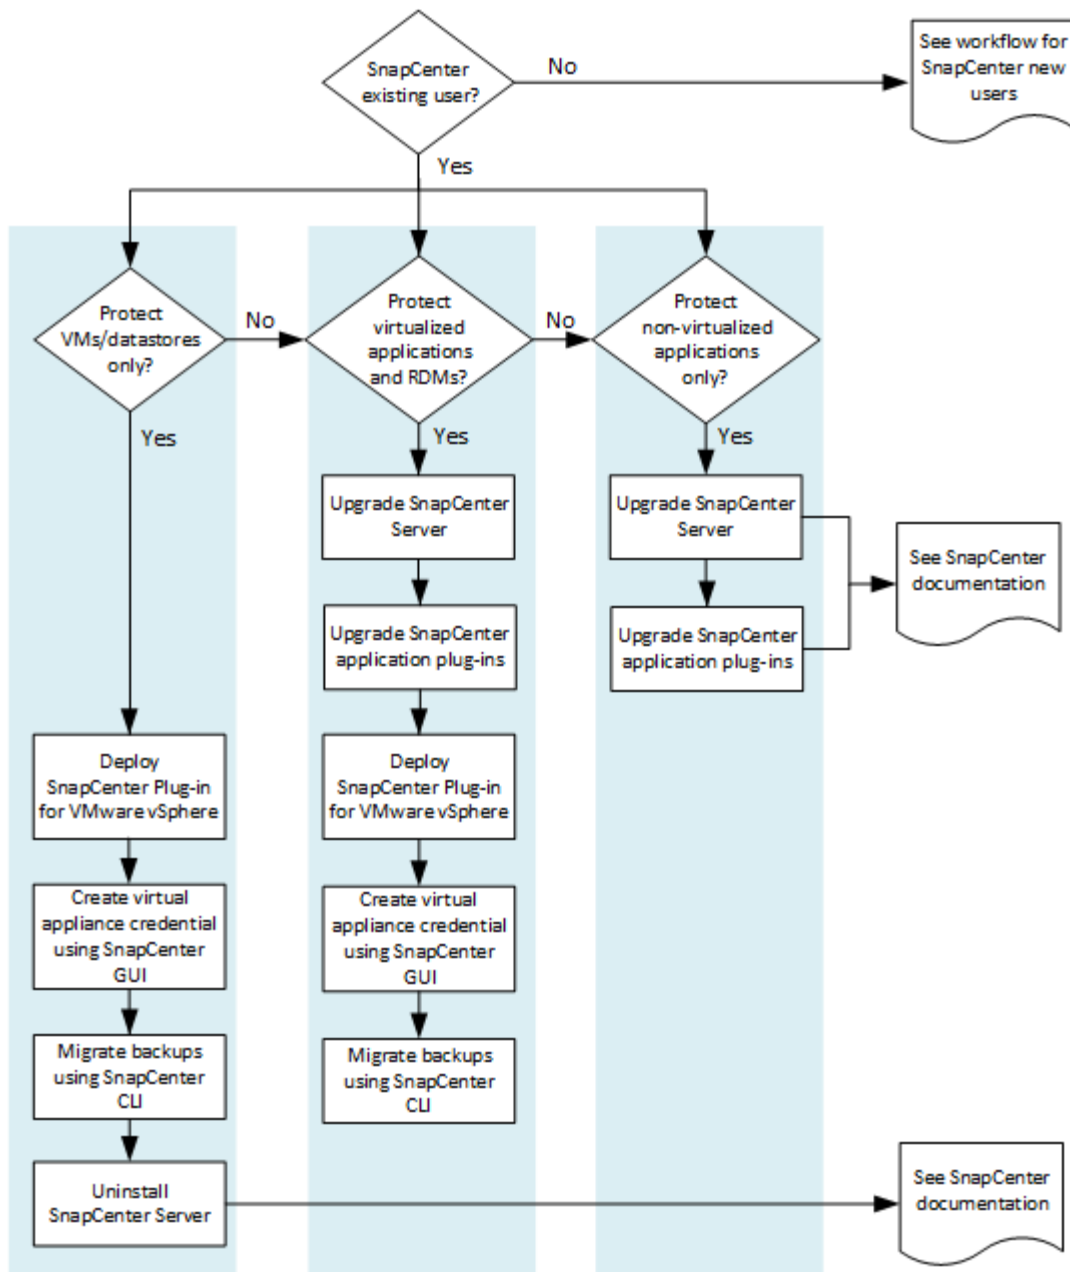 SnapCenter
existing user?
No
See workflow for
SnapCenter new
users
Yes
Protect
VMs/datastores
only?
No
Protect
virtualized
applications
and RDMs?
No
Protect
non-virtualized
applications
only?
Yes
Yes
Yes
Upgrade SnapCenter
Server
Upgrade SnapCenter
Server
See SnapCenter
documentation
Upgrade SnapCenter
application plug-ins
Upgrade SnapCenter
application plug-ins
Deploy
SnapCenter Plug-in
for VMware vSphere
Deploy
SnapCenter Plug-in
for VMware vSphere
Create virtual
appliance credential
using SnapCenter
GUI
Create virtual
appliance credential
using SnapCenter
GUI
Migrate backups
using SnapCenter
CLI
Migrate backups
using SnapCenter
CLI
Uninstall
SnapCenter Server
See SnapCenter
documentation